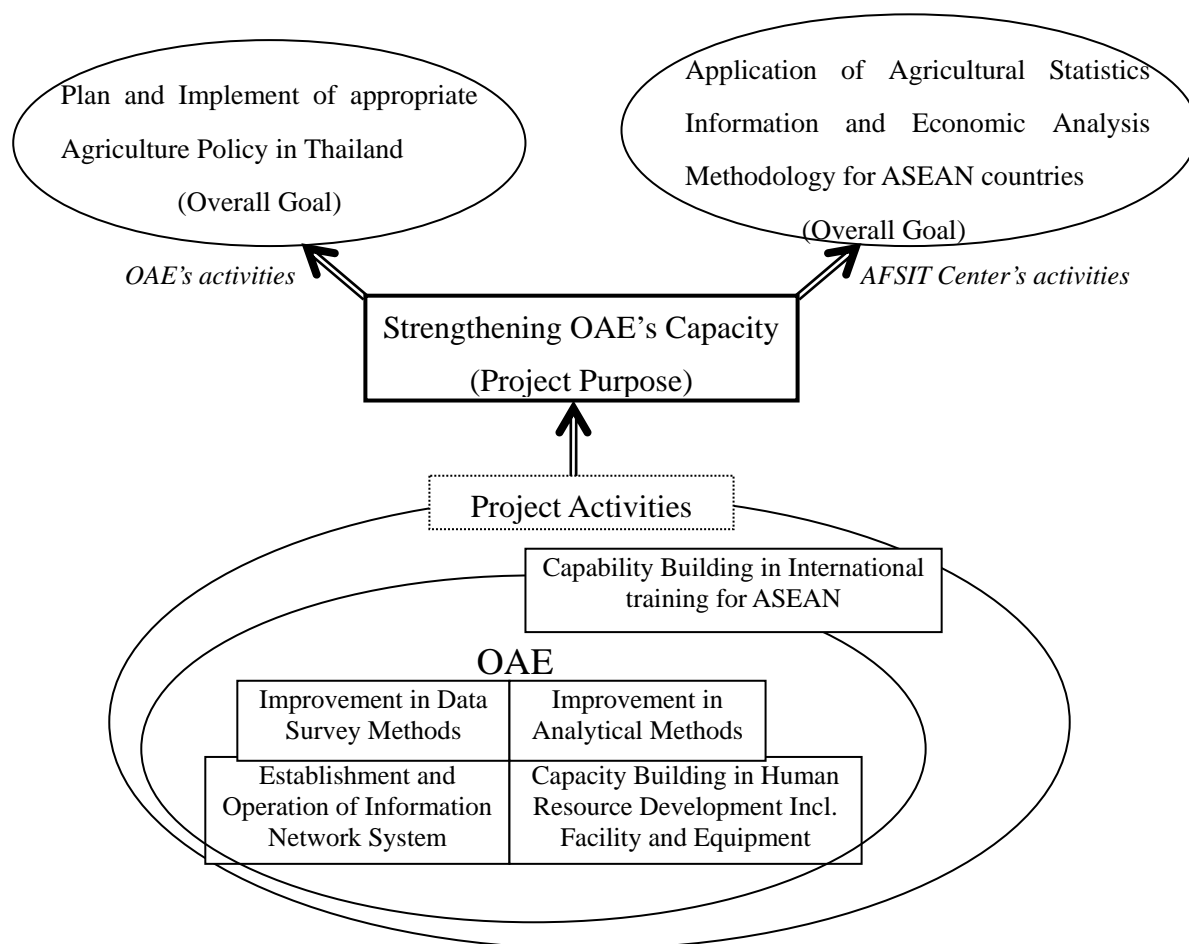 Plan and Implement of appropriate
Agriculture Policy in Thailand
(Overall Goal)
Application of Agricultural Statistics
Information and Economic Analysis
Methodology for ASEAN countries
(Overall Goal)
OAE's activities
AFSIT Center's activities
Strengthening OAE's Capacity
(Project Purpose)
Project Activities
Capability Building in International
training for ASEAN
OAE
Improvement in Data
Survey Methods
Improvement in
Analytical Methods
Establishment and
Operation of Information
Network System
Capacity Building in Human
Resource Development Incl.
Facility and Equipment